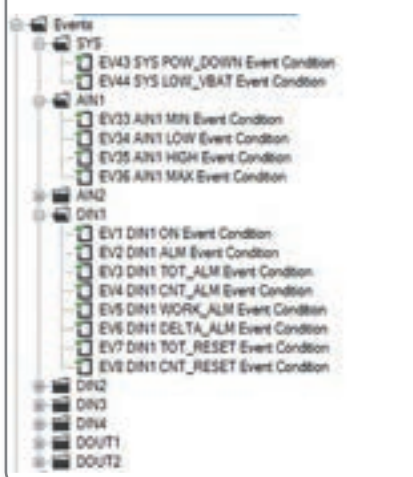 Events
SYS
EV43 SYS POW_DOWN Event Condition
EV44 SYS LOW_VBAT Event Condition
AIN1
EV33 AIN1 MIN Event Condition
EV34 AIN1 LOW Event Condition
EV35 AIN1 HIGH Event Condition
EV36 AIN1 MAX Event Condition
AIN2
DIN1
EV1 DIN1 ON Event Condition
EV2 DIN1 ALM Event Condition
EV3 DIN1 TOT_ALM Event Condition
EV4 DIN1 CNT_ALM Event Condition
EV5 DIN1 WORK_ALM Event Condition
EV6 DIN1 DELTA_ALM Event Condition
EV7 DIN1 TOT_RESET Event Condition
EV8 DIN1 CNT_RESET Event Condition
DIN2
DIN3
DIN4
DOUT1
DOUT2